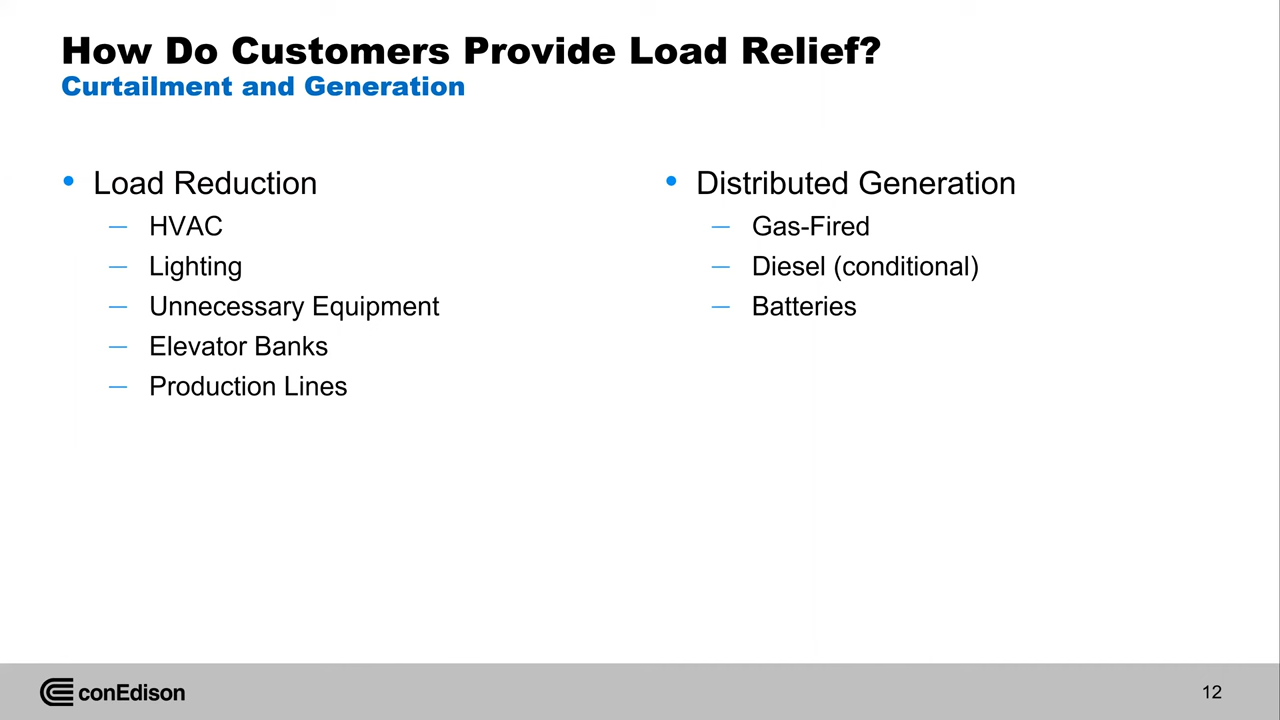 How Do Customers Provide Load Relief?
Curtailment and Generation
• Load Reduction
– HVAC
– Lighting
– Unnecessary Equipment
– Elevator Banks
– Production Lines
• Distributed Generation
– Gas-Fired
– Diesel (conditional)
– Batteries
conEdison
12